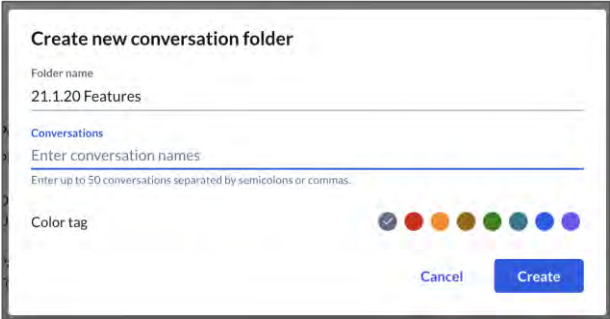 Create new conversation folder
Folder name
21.1.20 Features
Conversations
Enter conversation names
Enter up to 50 conversations separated by semicolons or commas.
Color tag
Cancel Create